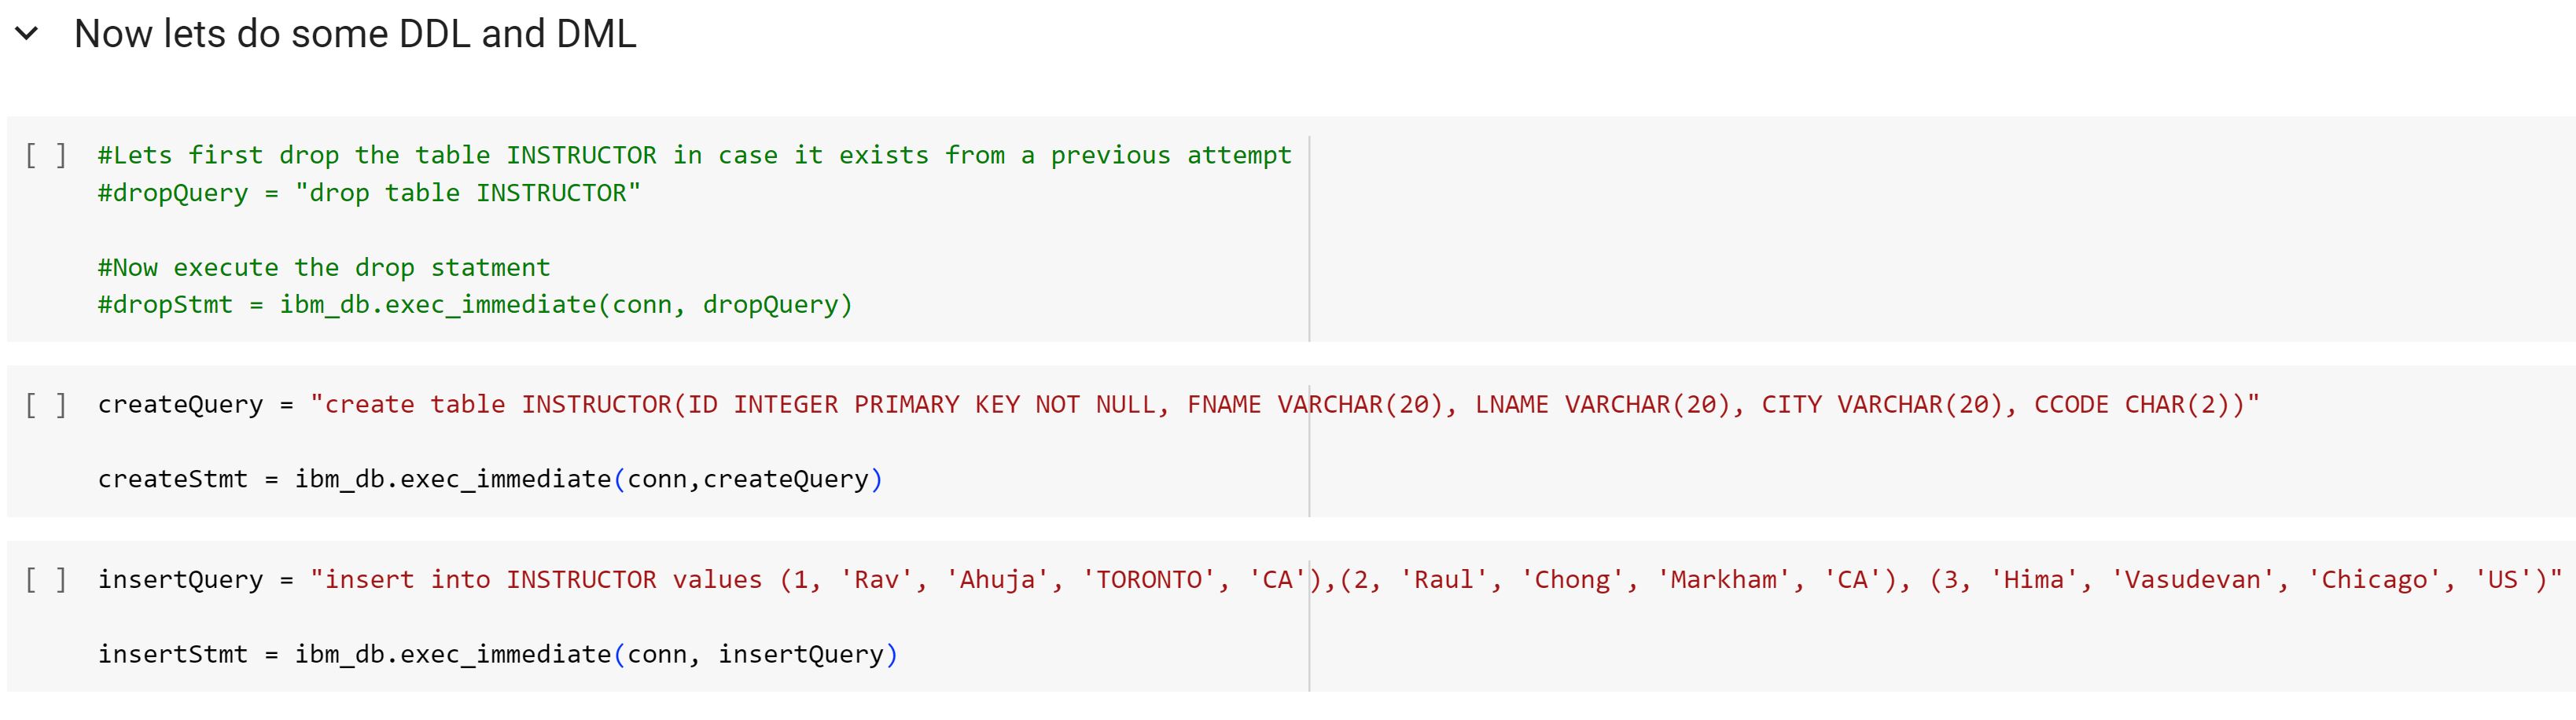 Now lets do some DDL and DML
[ ] #Lets first drop the table INSTRUCTOR in case it exists from a previous attempt
#dropQuery = "drop table INSTRUCTOR"
#Now execute the drop statment
#dropStmt = ibm_db.exec_immediate(conn, dropQuery)
[ ] createQuery = "create table INSTRUCTOR(ID INTEGER PRIMARY KEY NOT NULL, FNAME VARCHAR(20), LNAME VARCHAR(20), CITY VARCHAR(20), CCODE CHAR(2))"
createStmt = ibm_db.exec_immediate(conn,createQuery)
[ ] insertQuery = "insert into INSTRUCTOR values (1, 'Rav', 'Ahuja', 'TORONTO', 'CA'),(2, 'Raul', 'Chong', 'Markham', 'CA'), (3, 'Hima', 'Vasudevan', 'Chicago', 'US')"
insertStmt = ibm_db.exec_immediate(conn, insertQuery)